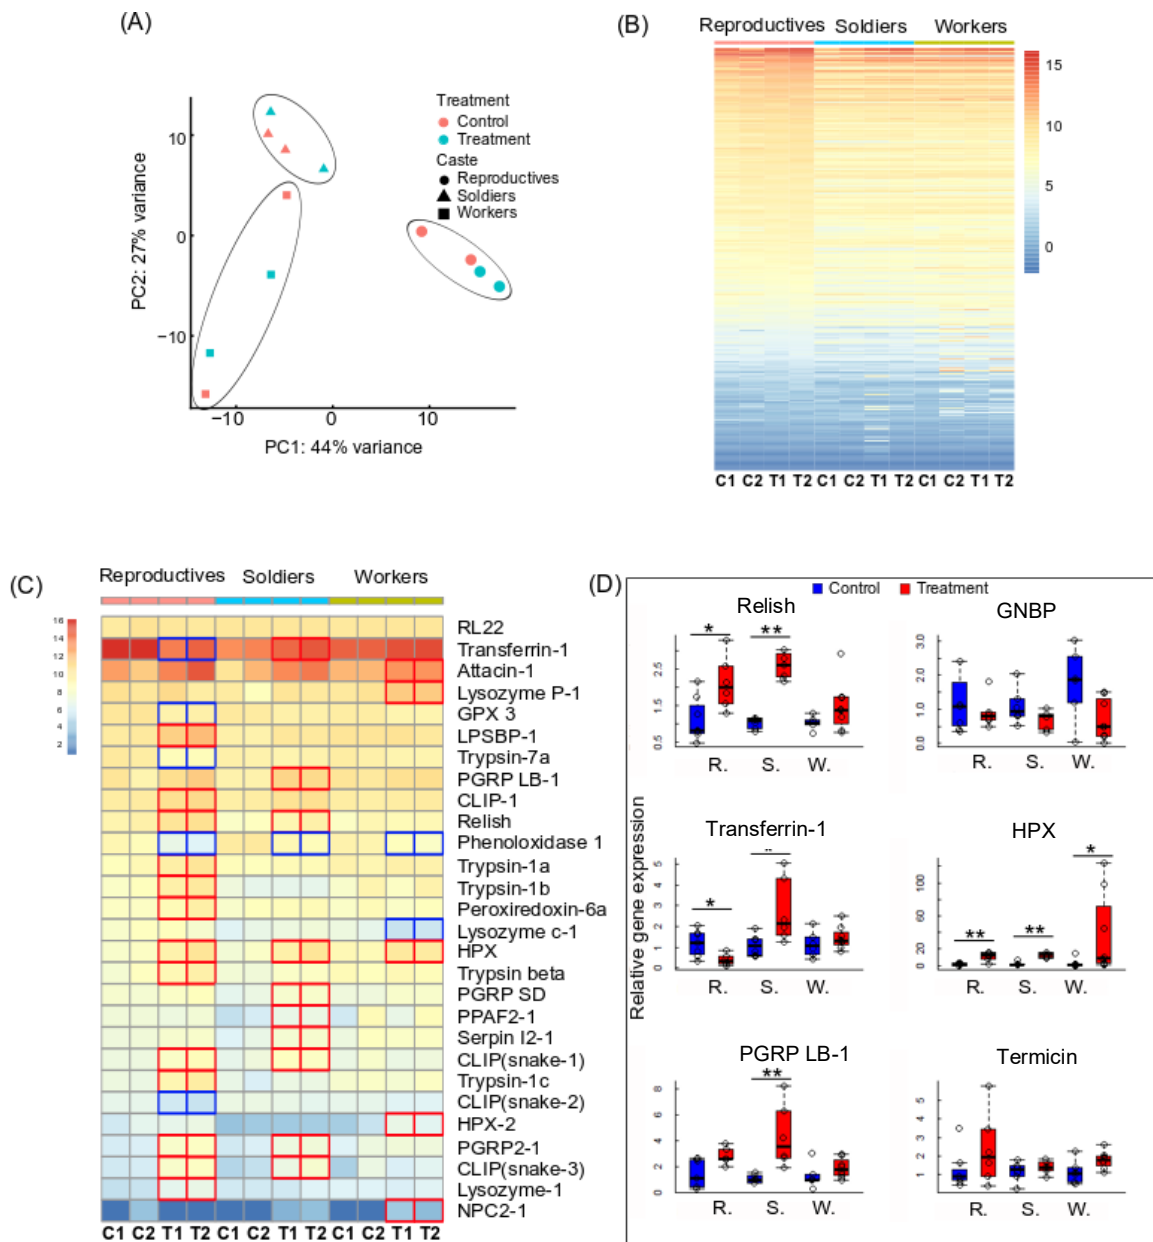 (A)
Treatment
Control
Treatment
Caste
Reproductives
Soldiers
Workers
10
0
−10
PC2: 27% variance
−10
0
10
PC1: 44% variance
(B)
Reproductives Soldiers Workers
15
10
5
0
C1 C2 T1 T2 C1 C2 T1 T2 C1 C2 T1 T2
(C)
Reproductives Soldiers Workers
16
14
12
10
8
6
4
2
RL22
Transferrin-1
Attacin-1
Lysozyme P-1
GPX 3
LPSBP-1
Trypsin-7a
PGRP LB-1
CLIP-1
Relish
Phenoloxidase 1
Trypsin-1a
Trypsin-1b
Peroxiredoxin-6a
Lysozyme c-1
HPX
Trypsin beta
PGRP SD
PPAF2-1
Serpin I2-1
CLIP(snake-1)
Trypsin-1c
CLIP(snake-2)
HPX-2
PGRP2-1
CLIP(snake-3)
Lysozyme-1
NPC2-1
C1 C2 T1 T2 C1 C2 T1 T2 C1 C2 T1 T2
(D)
Control Treatment
Relative gene expression
Relish
* **
2.5
1.5
0.5
R. S. W.
GNBP
3.0
2.0
1.0
0.0
R. S. W.
Transferrin-1
* **
5
4
3
2
1
0
R. S. W.
HPX
** ** *
100
60
20
0
R. S. W.
PGRP LB-1
**
8
6
4
2
0
R. S. W.
Termicin
5
4
3
2
1
R. S. W.